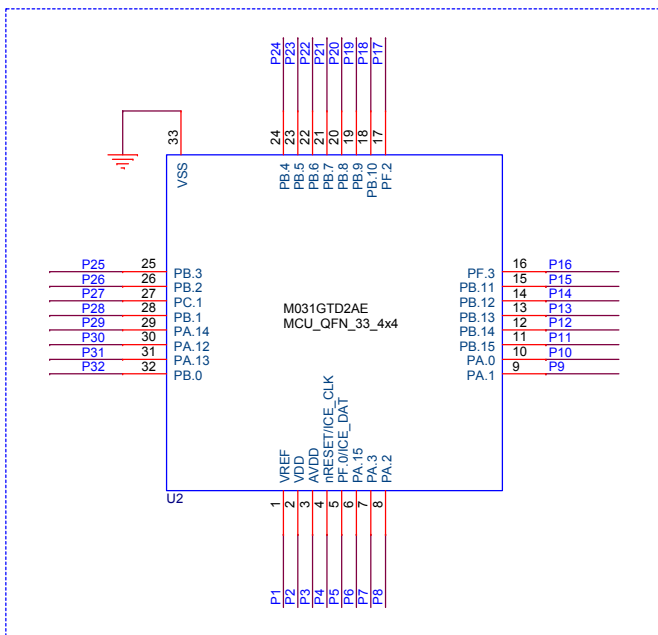 P24
P23
P22
P21
P20
P19
P18
P17
33
24
23
22
21
20
19
18
17
VSS
PB.4
PB.5
PB.6
PB.7
PB.8
PB.9
PB.10
PF.2
P25 25 PB.3
P26 26 PB.2
P27 27 PC.1
P28 28 PB.1
P29 29 PA.14
P30 30 PA.12
P31 31 PA.13
P32 32 PB.0
M031GTD2AE
MCU_QFN_33_4x4
PF.3 16 P16
PB.11 15 P15
PB.12 14 P14
PB.13 13 P13
PB.14 12 P12
PB.15 11 P11
PA.0 10 P10
PA.1 9 P9
VREF
VDD
AVDD
nRESET/ICE_CLK
PF.0/ICE_DAT
PA.15
PA.3
PA.2
U2
1
2
3
4
5
6
7
8
P1
P2
P3
P4
P5
P6
P7
P8